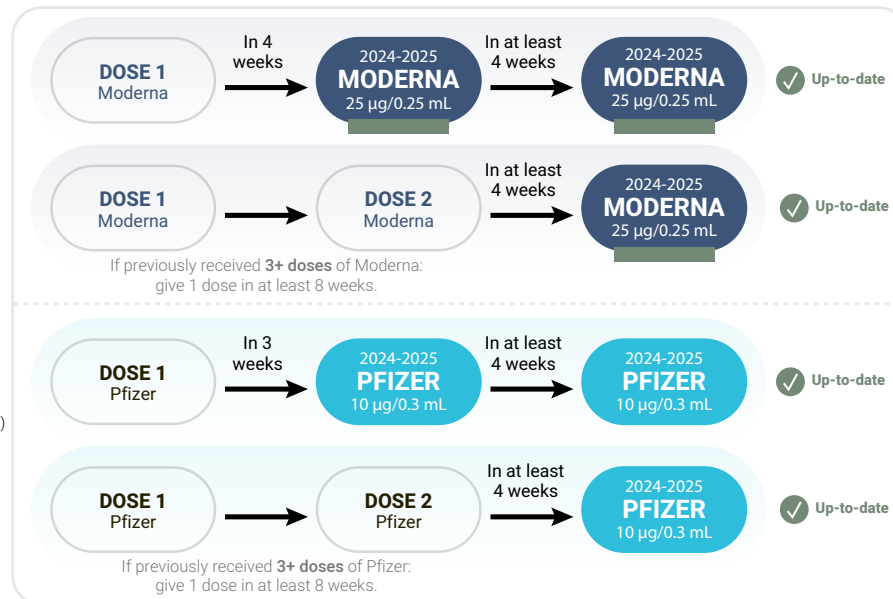 DOSE 1
Moderna
In 4
weeks
2024-2025
MODERNA
25 µg/0.25 mL
In at least
4 weeks
2024-2025
MODERNA
25 µg/0.25 mL
Up-to-date
DOSE 1
Moderna
DOSE 2
Moderna
In at least
4 weeks
2024-2025
MODERNA
25 µg/0.25 mL
Up-to-date
If previously received 3+ doses of Moderna:
give 1 dose in at least 8 weeks.
DOSE 1
Pfizer
In 3
weeks
2024-2025
PFIZER
10 µg/0.3 mL
In at least
4 weeks
2024-2025
PFIZER
10 µg/0.3 mL
Up-to-date
)
DOSE 1
Pfizer
DOSE 2
Pfizer
In at least
4 weeks
2024-2025
PFIZER
10 µg/0.3 mL
Up-to-date
If previously received 3+ doses of Pfizer:
give 1 dose in at least 8 weeks.